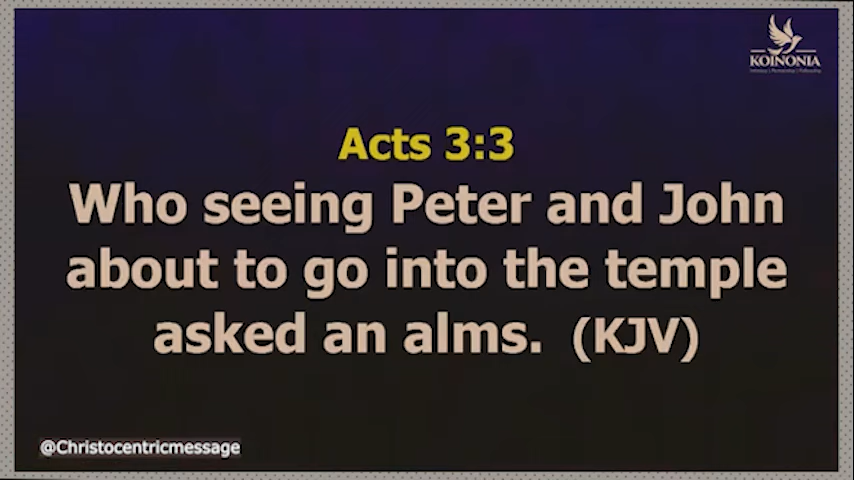 KOINONIA
Acts 3:3
Who seeing Peter and John
about to go into the temple
asked an alms. (KJV)
@Christocentricmessage